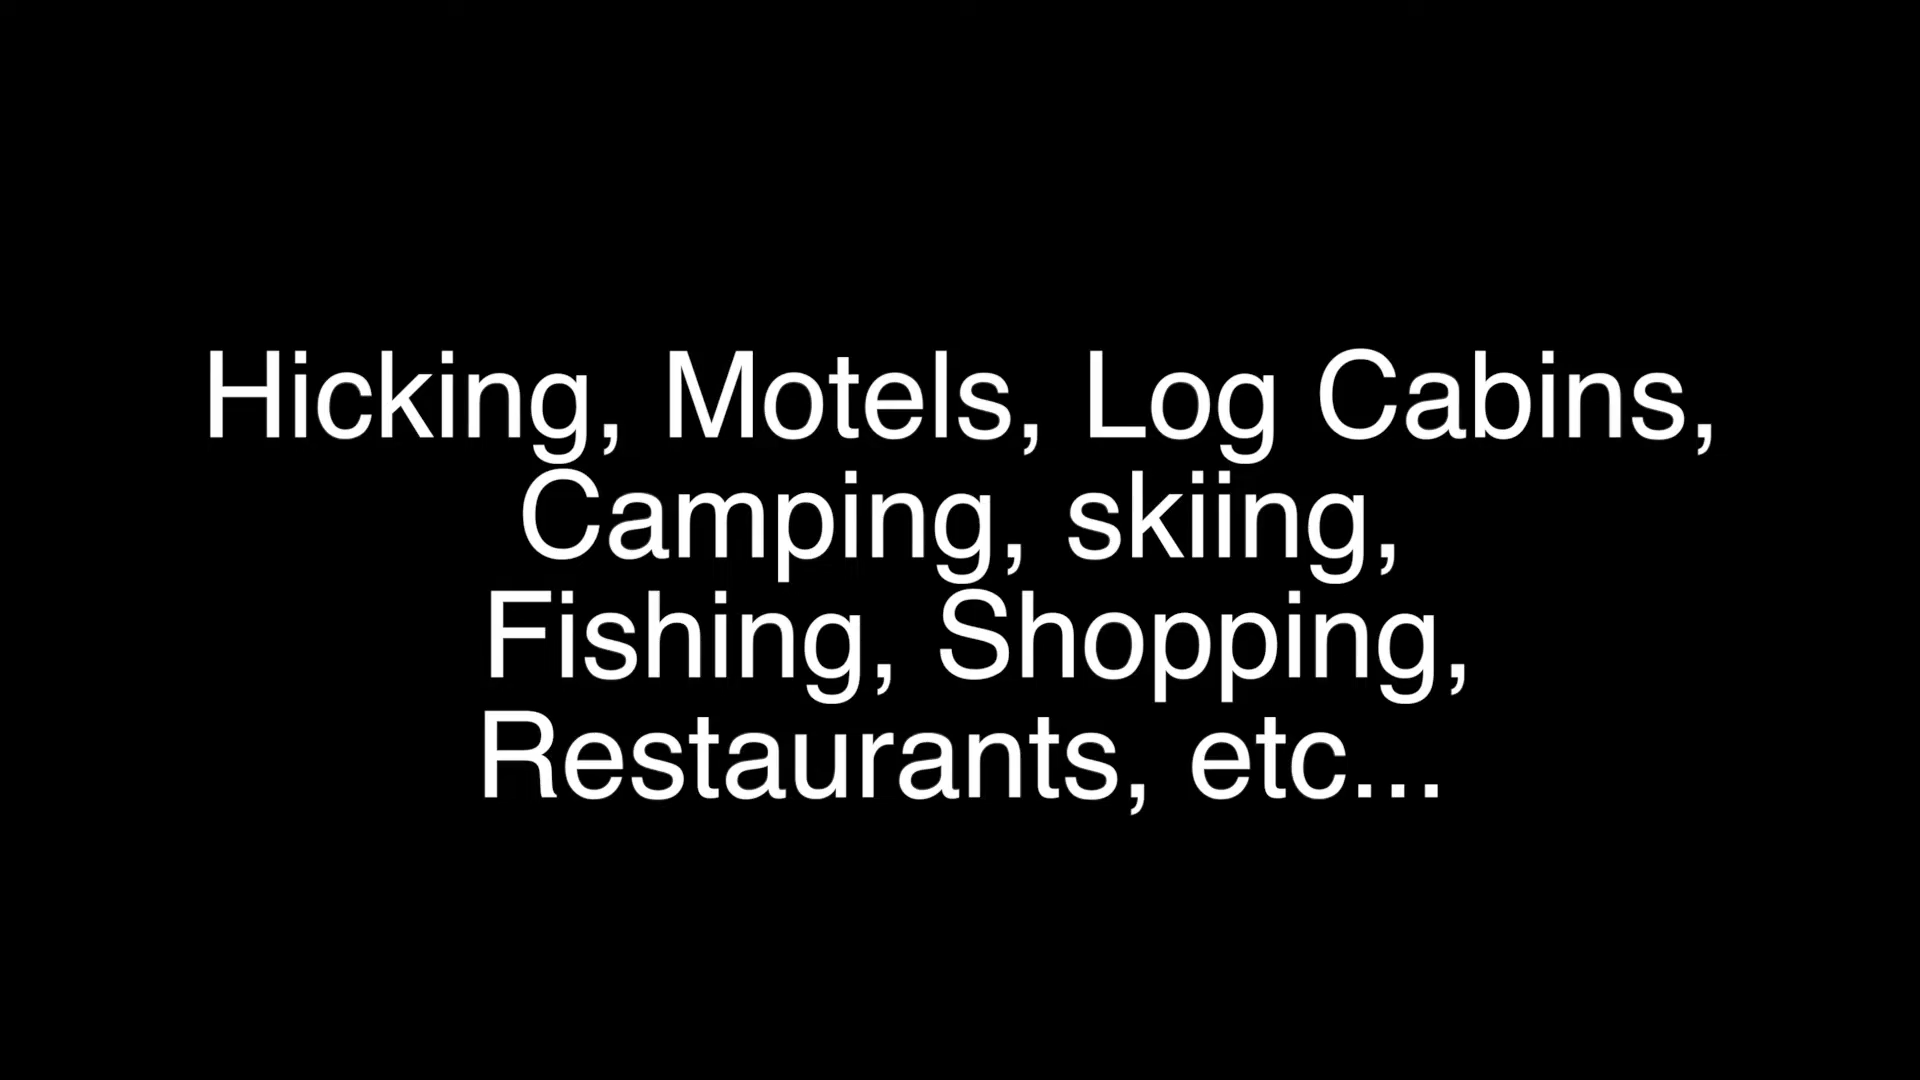 Hicking, Motels, Log Cabins,
Camping, skiing,
Fishing, Shopping,
Restaurants, etc...